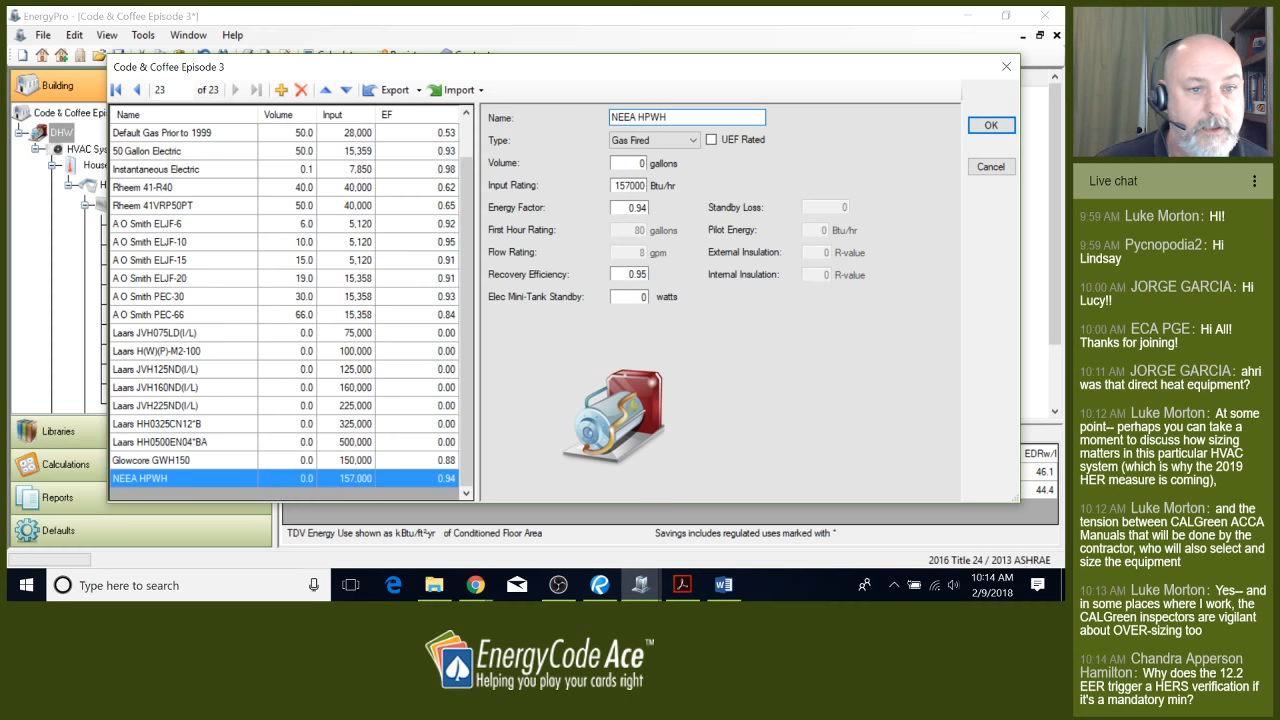 EnergyPro - [Code & Coffee Episode 3*]
File Edit View Tools Window Help
Building
Code & Coffee Epi
DHW
HVAC Sys
House
H
Libraries
Calculations
Reports
Defaults
Code & Coffee Episode 3
23 of 23 Export Import
Name Volume Input EF
Default Gas Prior to 1999 50.0 28,000 0.53
50 Gallon Electric 50.0 15,359 0.93
Instantaneous Electric 0.1 7,850 0.98
Rheem 41-R40 40.0 40,000 0.62
Rheem 41VRP50PT 50.0 40,000 0.65
A O Smith ELJF-6 6.0 5,120 0.92
A O Smith ELJF-10 10.0 5,120 0.95
A O Smith ELJF-15 15.0 5,120 0.91
A O Smith ELJF-20 19.0 15,358 0.91
A O Smith PEC-30 30.0 15,358 0.93
A O Smith PEC-66 66.0 15,358 0.84
Laars JVH075LD(I/L) 0.0 75,000 0.00
Laars H(W)(P)-M2-100 0.0 100,000 0.00
Laars JVH125ND(I/L) 0.0 125,000 0.00
Laars JVH160ND(I/L) 0.0 160,000 0.00
Laars JVH225ND(I/L) 0.0 225,000 0.00
Laars HH0325CN12*B 0.0 325,000 0.00
Laars HH0500EN04*BA 0.0 500,000 0.00
Glowcore GWH150 0.0 150,000 0.88
NEEA HPWH 0.0 157,000 0.94
Name: NEEA HPWH
Type: Gas Fired UEF Rated
Volume: 0 gallons
Input Rating: 157000 Btu/hr
Energy Factor: 0.94 Standby Loss: 0
First Hour Rating: 80 gallons Pilot Energy: 0 Btu/hr
Flow Rating: 8 gpm External Insulation: 0 R-value
Recovery Efficiency: 0.95 Internal Insulation: 0 R-value
Elec Mini-Tank Standby: 0 watts
OK
Cancel
EDRw/l
46.1
44.4
TDV Energy Use shown as kBtu/ft²yr of Conditioned Floor Area Savings includes regulated uses marked with *
2016 Title 24 / 2013 ASHRAE
Type here to search
10:14 AM
2/9/2018
EnergyCode Ace™
Helping you play your cards right
Live chat
9:59 AM Luke Morton: HI!
9:59 AM Pycnopodia2: Hi
Lindsay
10:00 AM JORGE GARCIA: Hi
Lucy!!
10:00 AM ECA PGE: Hi All!
Thanks for joining!
10:11 AM JORGE GARCIA: ahri
was that direct heat equipment?
10:12 AM Luke Morton: At some
point-- perhaps you can take a
moment to discuss how sizing
matters in this particular HVAC
system (which is why the 2019
HER measure is coming),
10:12 AM Luke Morton: and the
tension between CALGreen ACCA
Manuals that will be done by the
contractor, who will also select and
size the equipment
10:13 AM Luke Morton: Yes-- and
in some places where I work, the
CALGreen inspectors are vigilant
about OVER-sizing too
10:14 AM Chandra Apperson
Hamilton: Why does the 12.2
EER trigger a HERS verification if
it's a mandatory min?